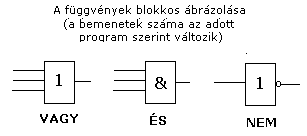 A függvények blokkos ábrázolása
(a bemenetek száma az adott
program szerint változik)
1 & 1
VAGY ÉS NEM